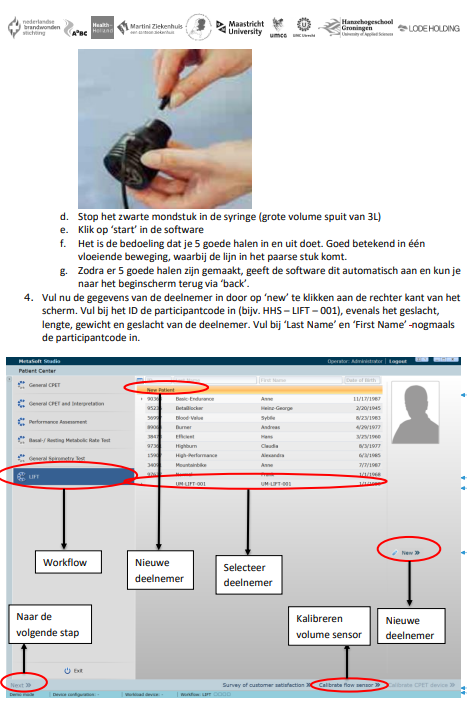 nederlandse
brandwonden
stichting
A²BC
Health~
Holland
Martini Ziekenhuis
Maastricht
University
umcg
UMC Utrecht
Hanzehogeschool
Groningen
University of Applied Sciences
LODE HOLDING
d. Stop het zwarte mondstuk in de syringe (grote volume spuit van 3L)
e. Klik op ‘start’ in de software
f. Het is de bedoeling dat je 5 goede halen in en uit doet. Goed betekend in één
vloeiende beweging, waarbij de lijn in het paarse stuk komt.
g. Zodra er 5 goede halen zijn gemaakt, geeft de software dit automatisch aan en kun je
naar het beginscherm terug via ‘back’.
4. Vul nu de gegevens van de deelnemer in door op ‘new’ te klikken aan de rechter kant van het
scherm. Vul bij het ID de participantcode in (bijv. HHS – LIFT – 001), evenals het geslacht,
lengte, gewicht en geslacht van de deelnemer. Vul bij ‘Last Name’ en ‘First Name’ -nogmaals
de participantcode in.
MetaSoft Studio
Operator: Administrator | Logout
Patient Center
General CPET
General CPET and Interpretation
Performance Assessment
Basal / Resting Metabolic Rate Test
General Spirometry Test
LIFT
First Name
Date of Birth
New Patient
Basic-Endurance Anne 11/17/1987
BetaBlocker Heinz-George 2/20/1945
Blood-Value Sybille 8/23/1983
Burner Andreas 4/29/1977
Efficient Hans 3/25/1960
Highburn Claudia 8/3/1977
High-Performance Alexandra 6/3/1985
Mountainbike Anne 7/7/1987
UM-LIFT-001 UM-LIFT-001
New
Workflow
Nieuwe
deelnemer
Selecteer
deelnemer
Naar de
volgende stap
Kalibreren
volume sensor
Nieuwe
deelnemer
Exit
Next
Survey of customer satisfaction
Calibrate flow sensor
Calibrate CPET device
Demo mode
Device configuration: -
Workload device: -
Workflow: LIFT